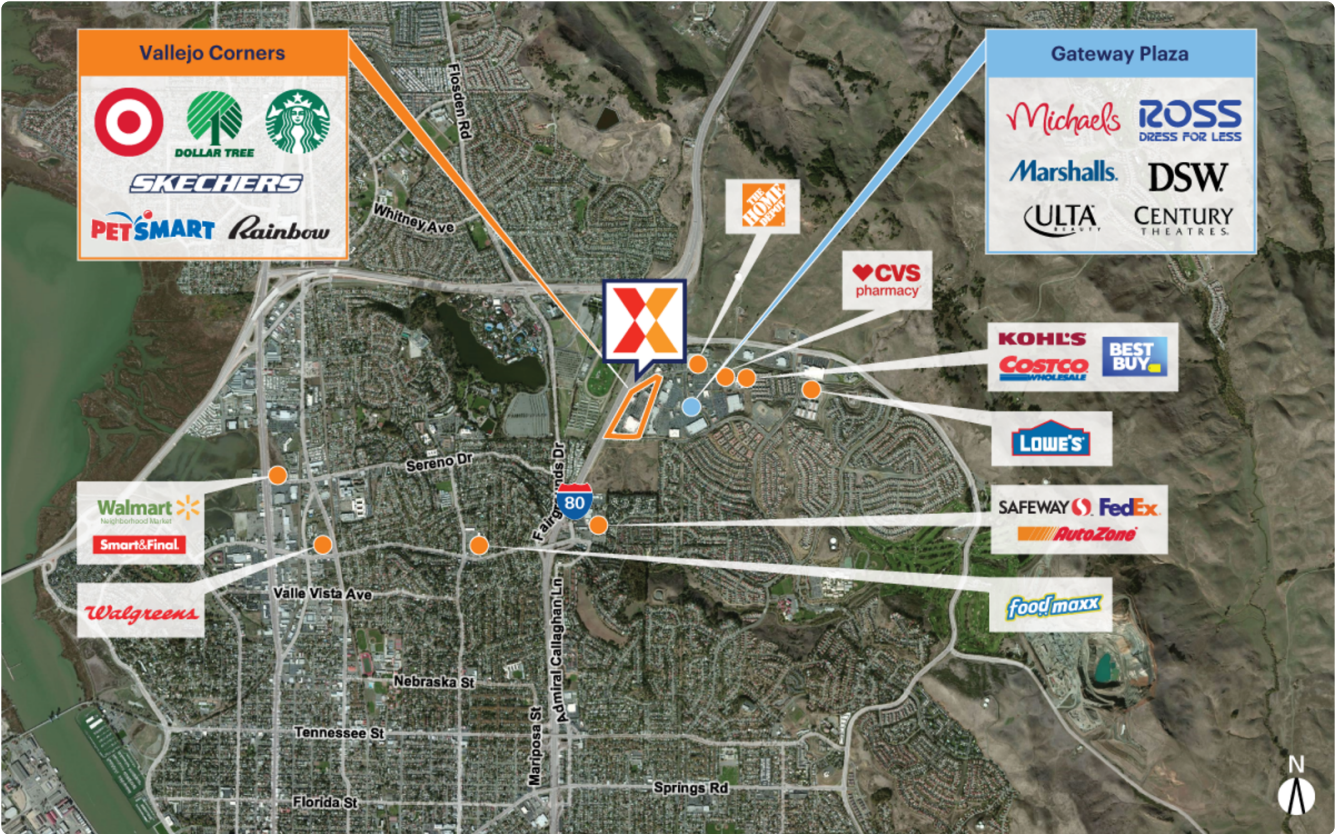 Vallejo Corners
DOLLAR TREE
SKECHERS
PETSMART
Rainbow
Gateway Plaza
Michaels
ROSS
DRESS FOR LESS
Marshalls.
DSW
ULTA
BEAUTY
CENTURY
THEATRES.
Flosden Rd
Whitney Ave
THE
HOME
DEPOT
CVS
pharmacy
KOHL'S
COSTCO
WHOLESALE
BEST
BUY
LOWE'S
Sereno Dr
Fairgrounds Dr
80
Walmart
Neighborhood Market
Smart&Final.
SAFEWAY
FedEx
AutoZone
Walgreens
Valle Vista Ave
food maxx
Admiral Callaghan Ln
Nebraska St
Mariposa St
Tennessee St
Springs Rd
Florida St
N